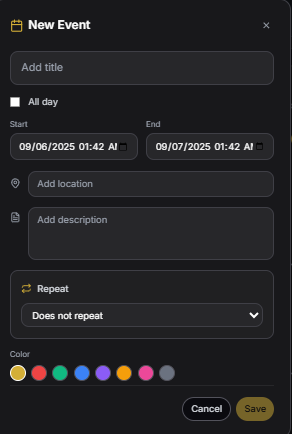 New Event
Add title
All day
Start End
09/06/2025 01:42 AM 09/07/2025 01:42 AM
Add location
Add description
Repeat
Does not repeat
Color
Cancel Save